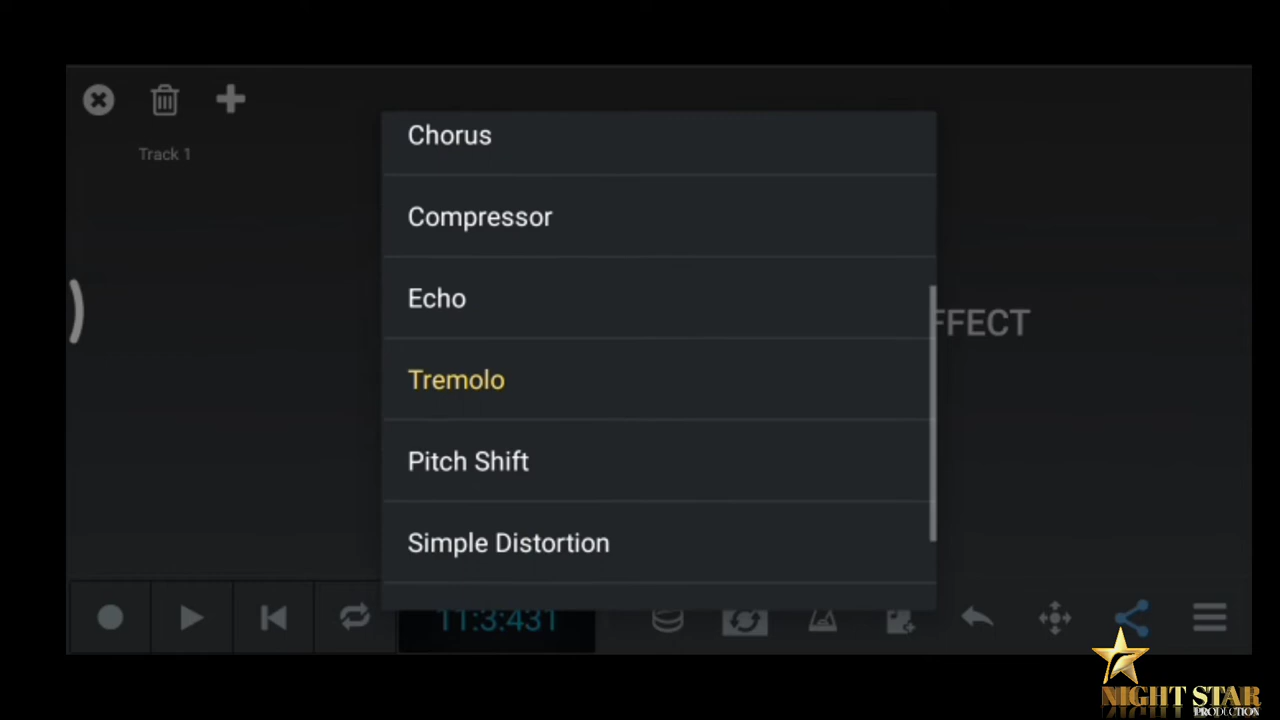 Track 1
Chorus
Compressor
Echo
FFECT
Tremolo
Pitch Shift
Simple Distortion
11:3:431
NIGHT STAR
PRODUCTION